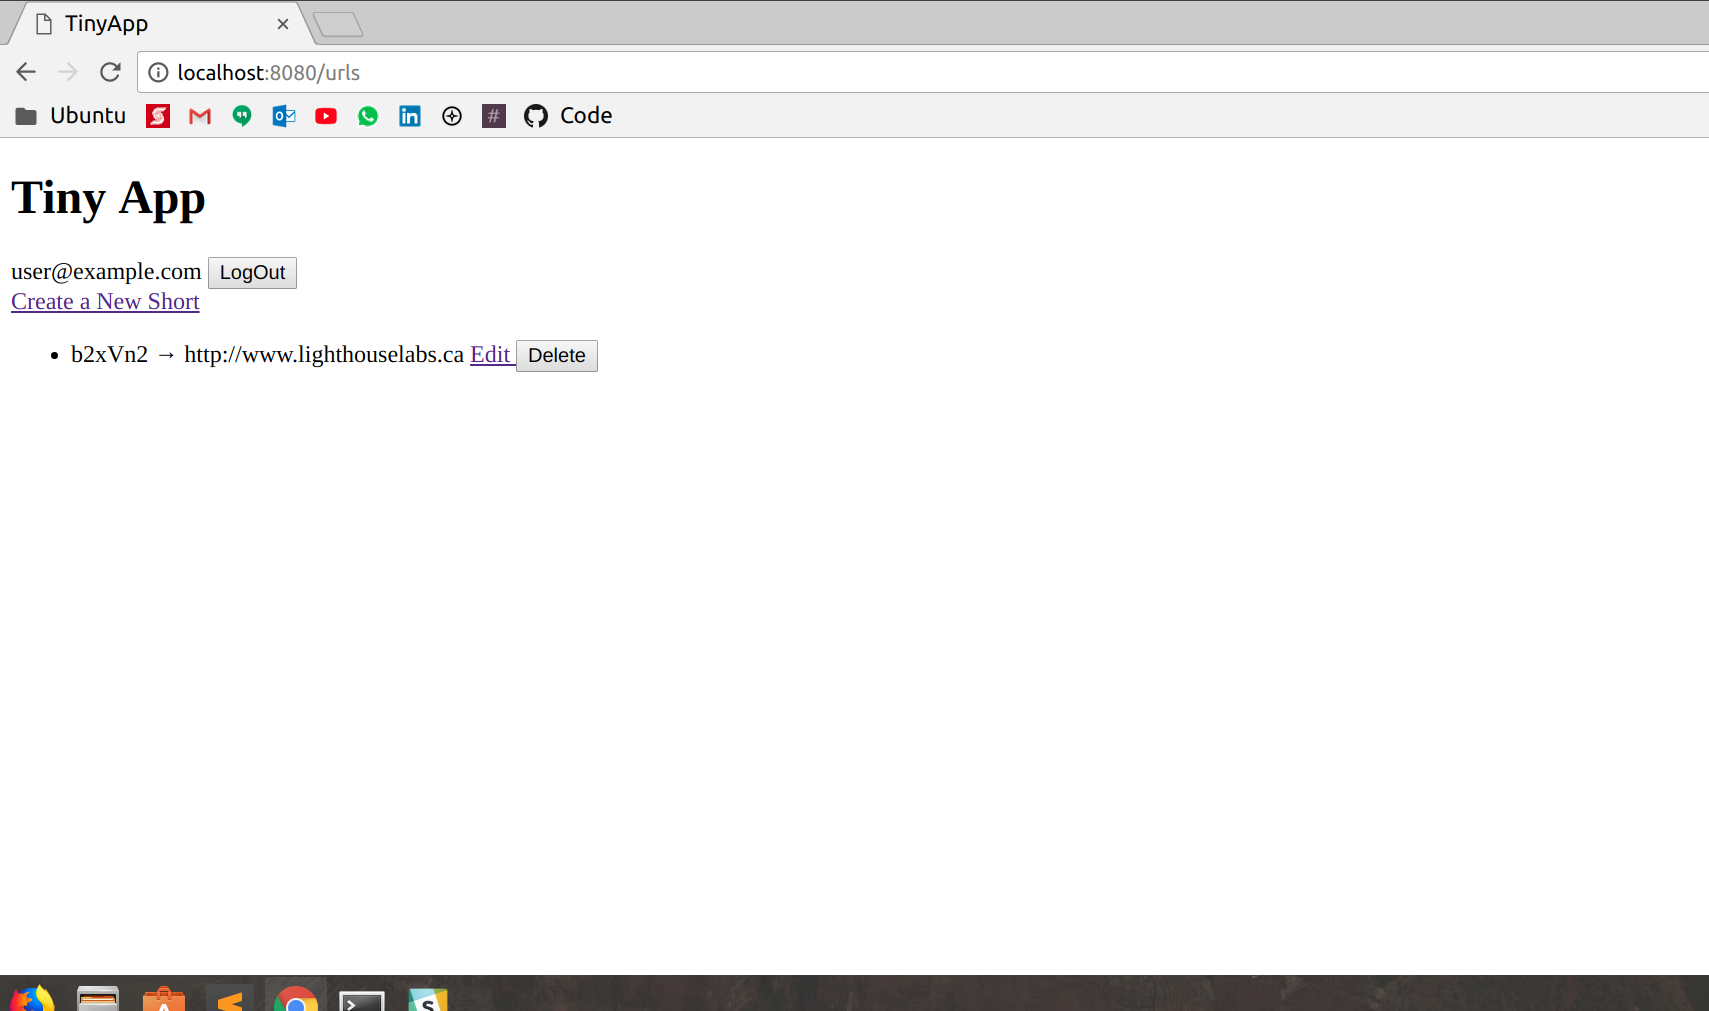 TinyApp
localhost:8080/urls
Ubuntu Code
Tiny App
user@example.com LogOut
Create a New Short
b2xVn2 → http://www.lighthouselabs.ca Edit Delete